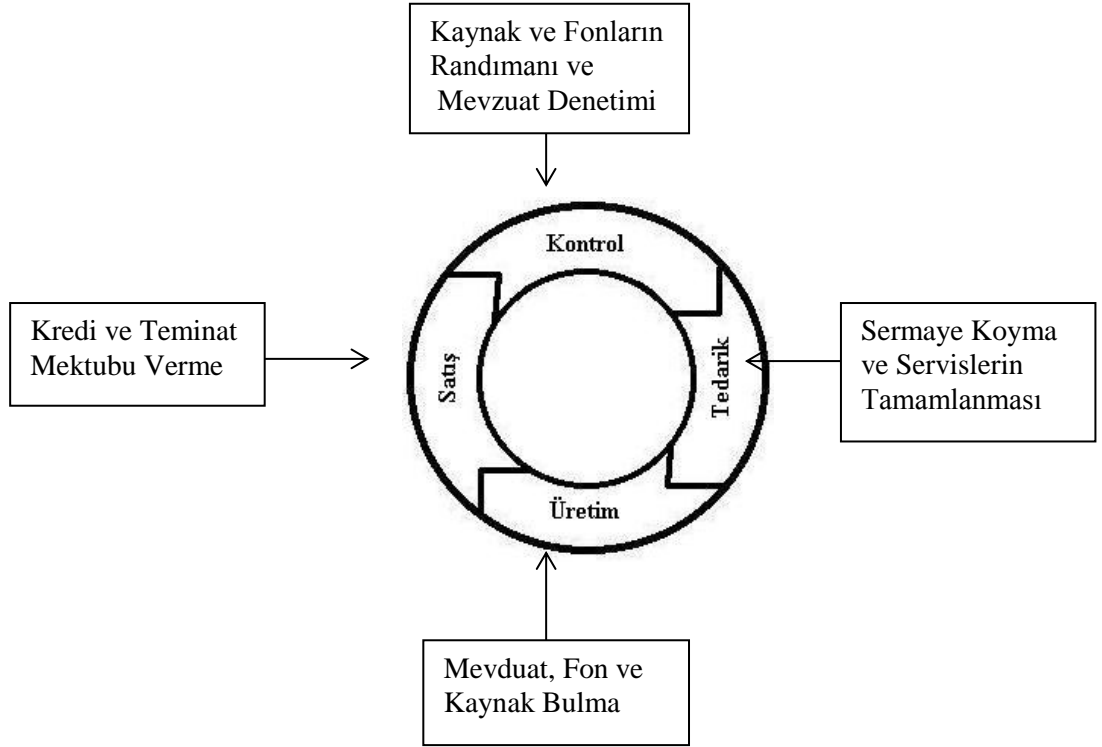 Kaynak ve Fonların
Randımanı ve
Mevzuat Denetimi
Kontrol
Kredi ve Teminat
Mektubu Verme
Satış
Tedarik
Sermaye Koyma
ve Servislerin
Tamamlanması
Üretim
Mevduat, Fon ve
Kaynak Bulma